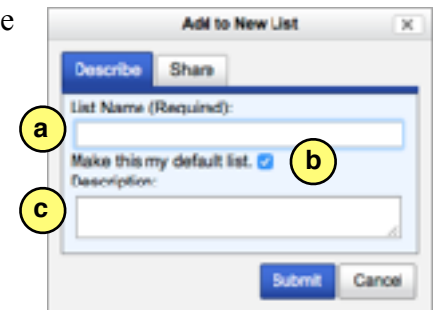 e
Add to New List
Describe Share
List Name (Required):
a
Make this my default list. b
Description:
c
Submit Cancel